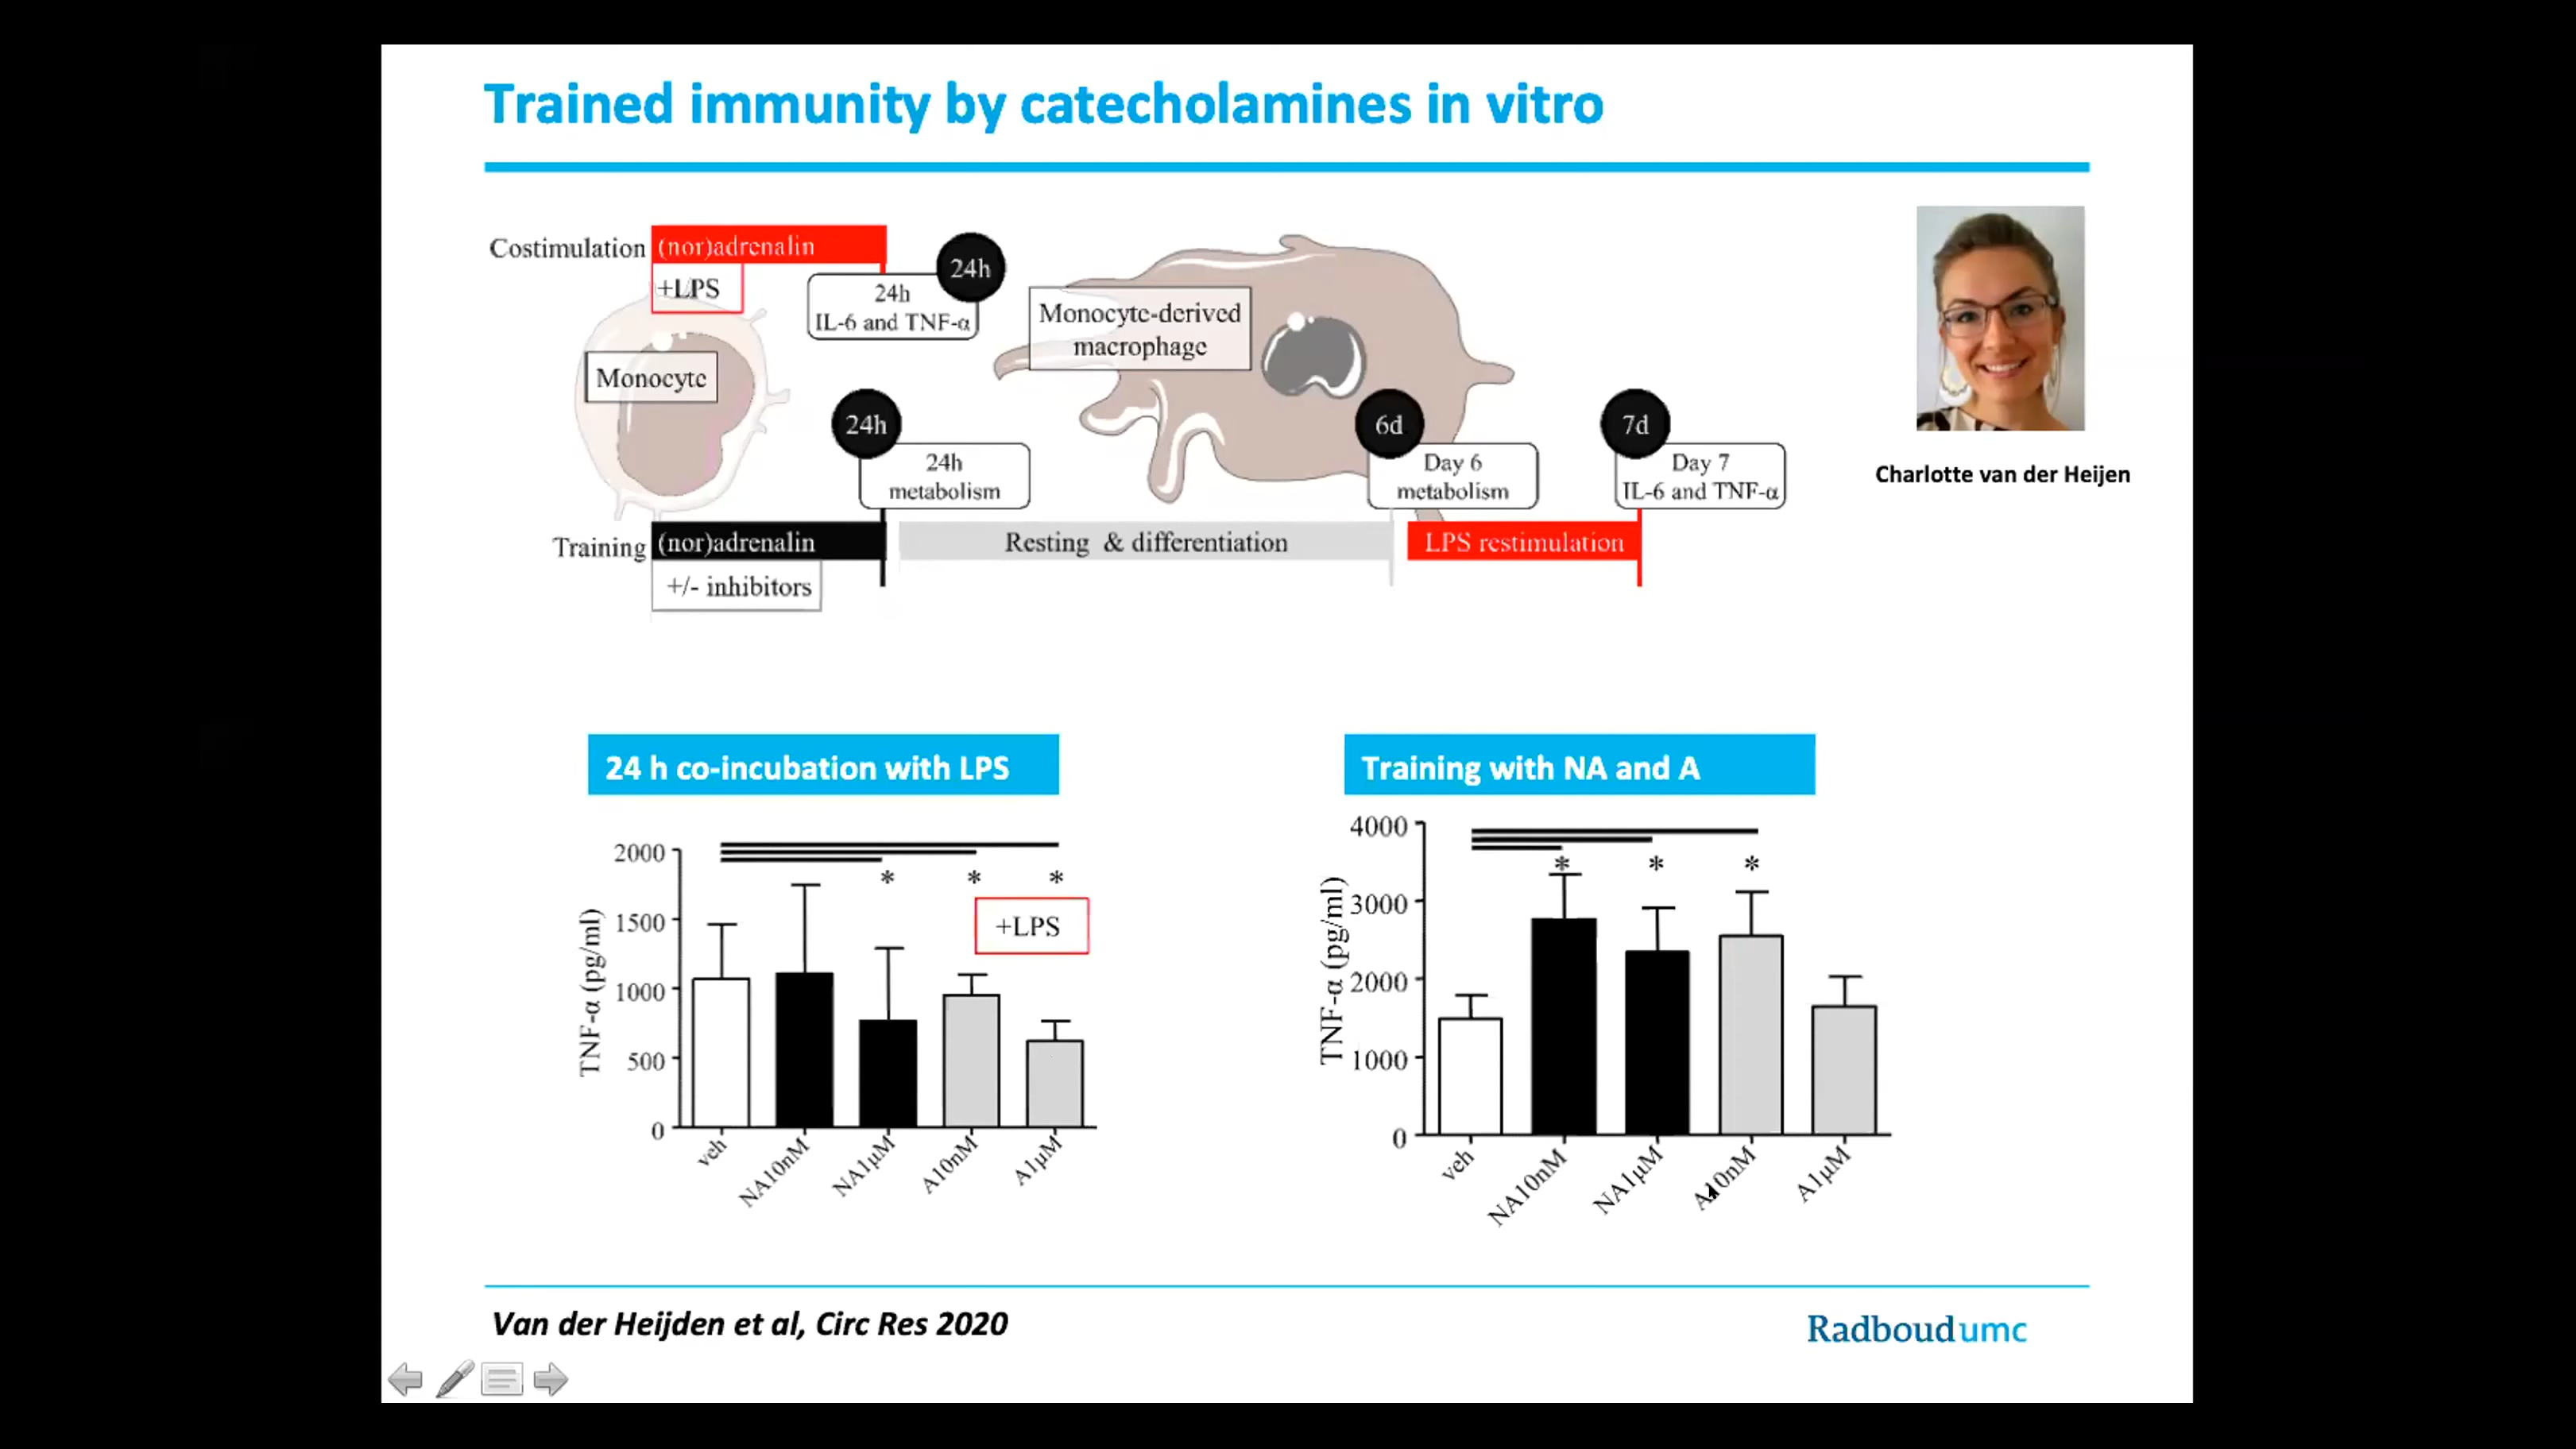 Trained immunity by catecholamines in vitro
Costimulation
(nor)adrenalin
+LPS
24h
24h
IL-6 and TNF-α
Monocyte
Monocyte-derived
macrophage
24h
24h
metabolism
6d
Day 6
metabolism
7d
Day 7
IL-6 and TNF-α
Training
(nor)adrenalin
+/- inhibitors
Resting & differentiation
LPS restimulation
Charlotte van der Heijen
24 h co-incubation with LPS
TNF-α (pg/ml)
2000
1500
1000
500
0
* * *
+LPS
veh
NA10nM
NA1μM
A10nM
A1μM
Training with NA and A
TNF-α (pg/ml)
4000
3000
2000
1000
0
* * *
veh
NA10nM
NA1μM
A10nM
A1μM
Van der Heijden et al, Circ Res 2020
Radboudumc